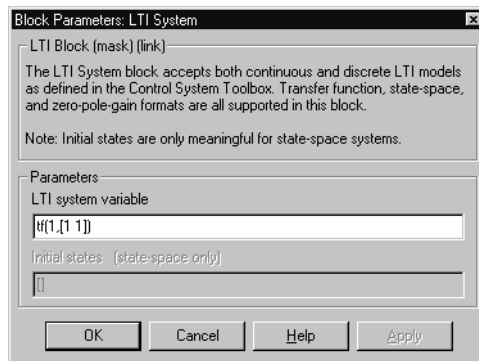 Block Parameters: LTI System
LTI Block (mask) (link)
The LTI System block accepts both continuous and discrete LTI models
as defined in the Control System Toolbox. Transfer function, state-space,
and zero-pole-gain formats are all supported in this block.
Note: Initial states are only meaningful for state-space systems.
Parameters
LTI system variable
tf(1,[1 1])
Initial states (state-space only)
[]
OK Cancel Help Apply